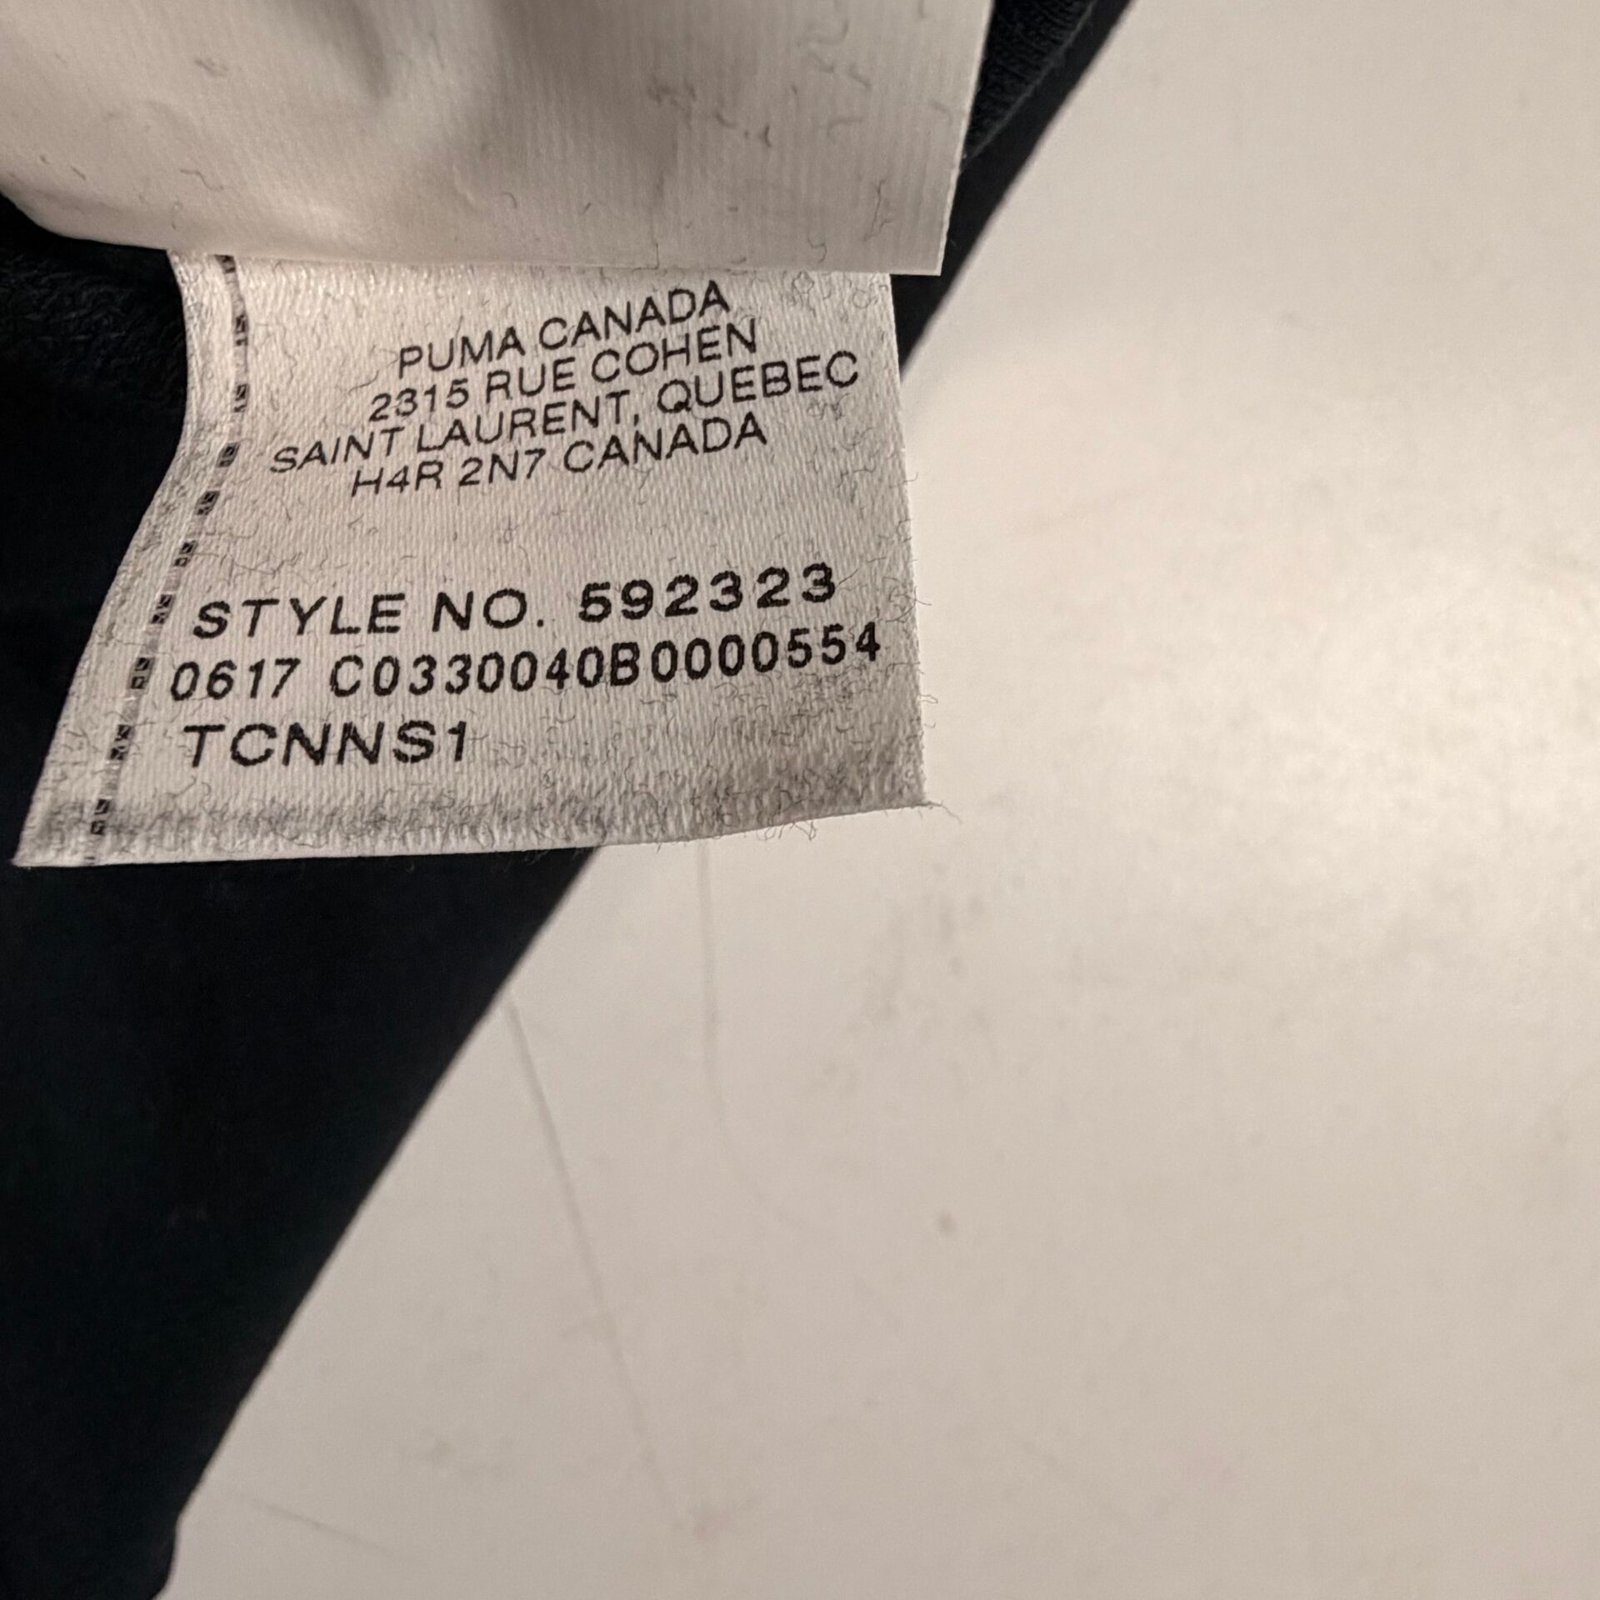 PUMA CANADA
2315 RUE COHEN
SAINT LAURENT, QUEBEC
H4R 2N7 CANADA
STYLE NO. 592323
0617 C0330040B0000554
TCNNS1